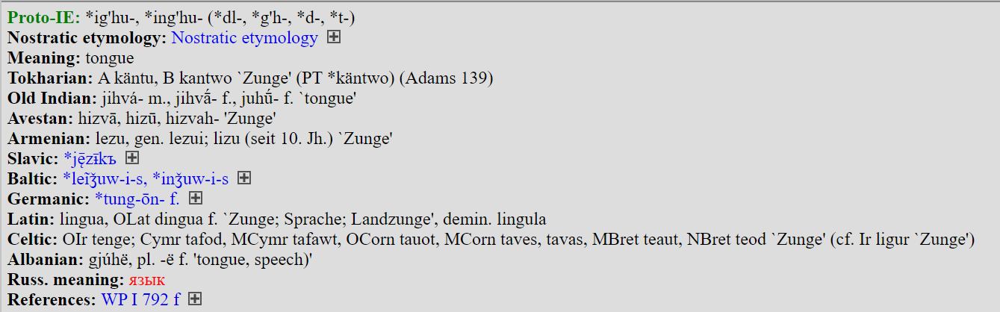 Proto-IE: *ig'hu-, *ing'hu- (*dl-, *g'h-, *d-, *t-)
Nostratic etymology: Nostratic etymology
Meaning: tongue
Tokharian: A käntu, B kantwo `Zunge' (PT *käntwo) (Adams 139)
Old Indian: jihvá- m., jihvā́- f., juhū́- f. `tongue'
Avestan: hizvā, hizū, hizvah- 'Zunge'
Armenian: lezu, gen. lezui; lizu (seit 10. Jh.) `Zunge'
Slavic: *ję̄zɨ̄kъ
Baltic: *leĩǯuw-i-s, *inǯuw-i-s
Germanic: *tung-ōn- f.
Latin: lingua, OLat dingua f. `Zunge; Sprache; Landzunge', demin. lingula
Celtic: OIr tenge; Cymr tafod, MCymr tafawt, OCorn tauot, MCorn taves, tavas, MBret teaut, NBret teod `Zunge' (cf. Ir ligur `Zunge')
Albanian: gjúhë, pl. -ë f. 'tongue, speech)'
Russ. meaning: язык
References: WP I 792 f